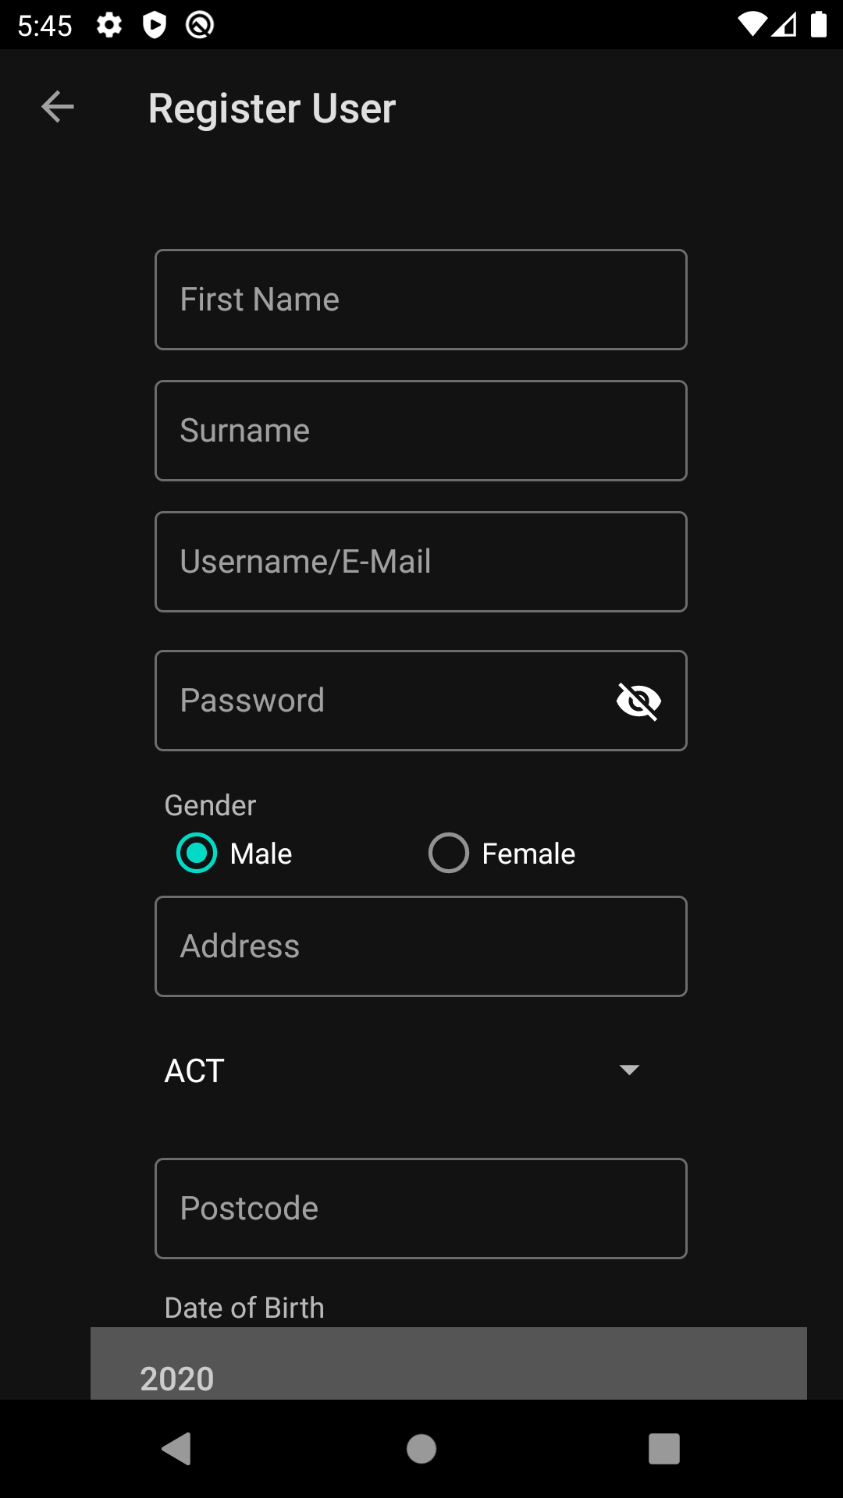 5:45
Register User
First Name
Surname
Username/E-Mail
Password
Gender
Male Female
Address
ACT
Postcode
Date of Birth
2020